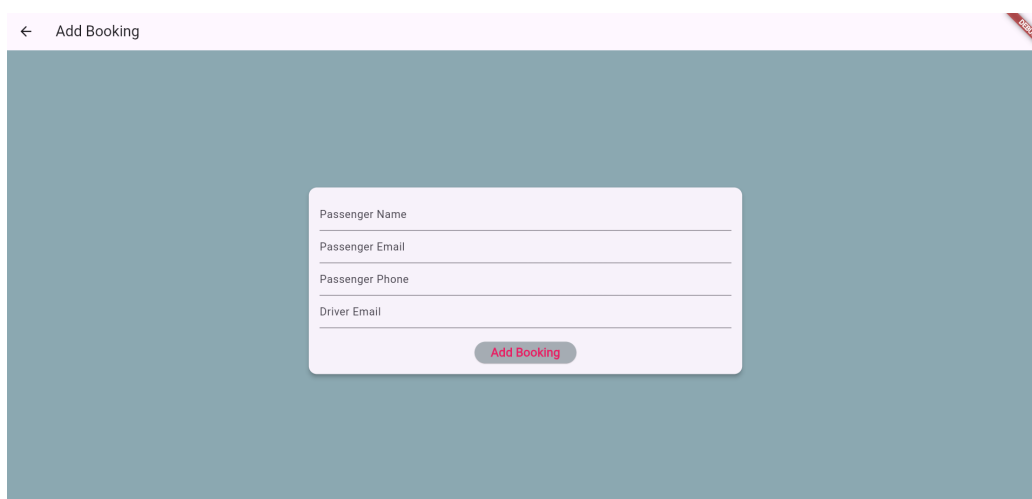 Add Booking
Passenger Name
Passenger Email
Passenger Phone
Driver Email
Add Booking